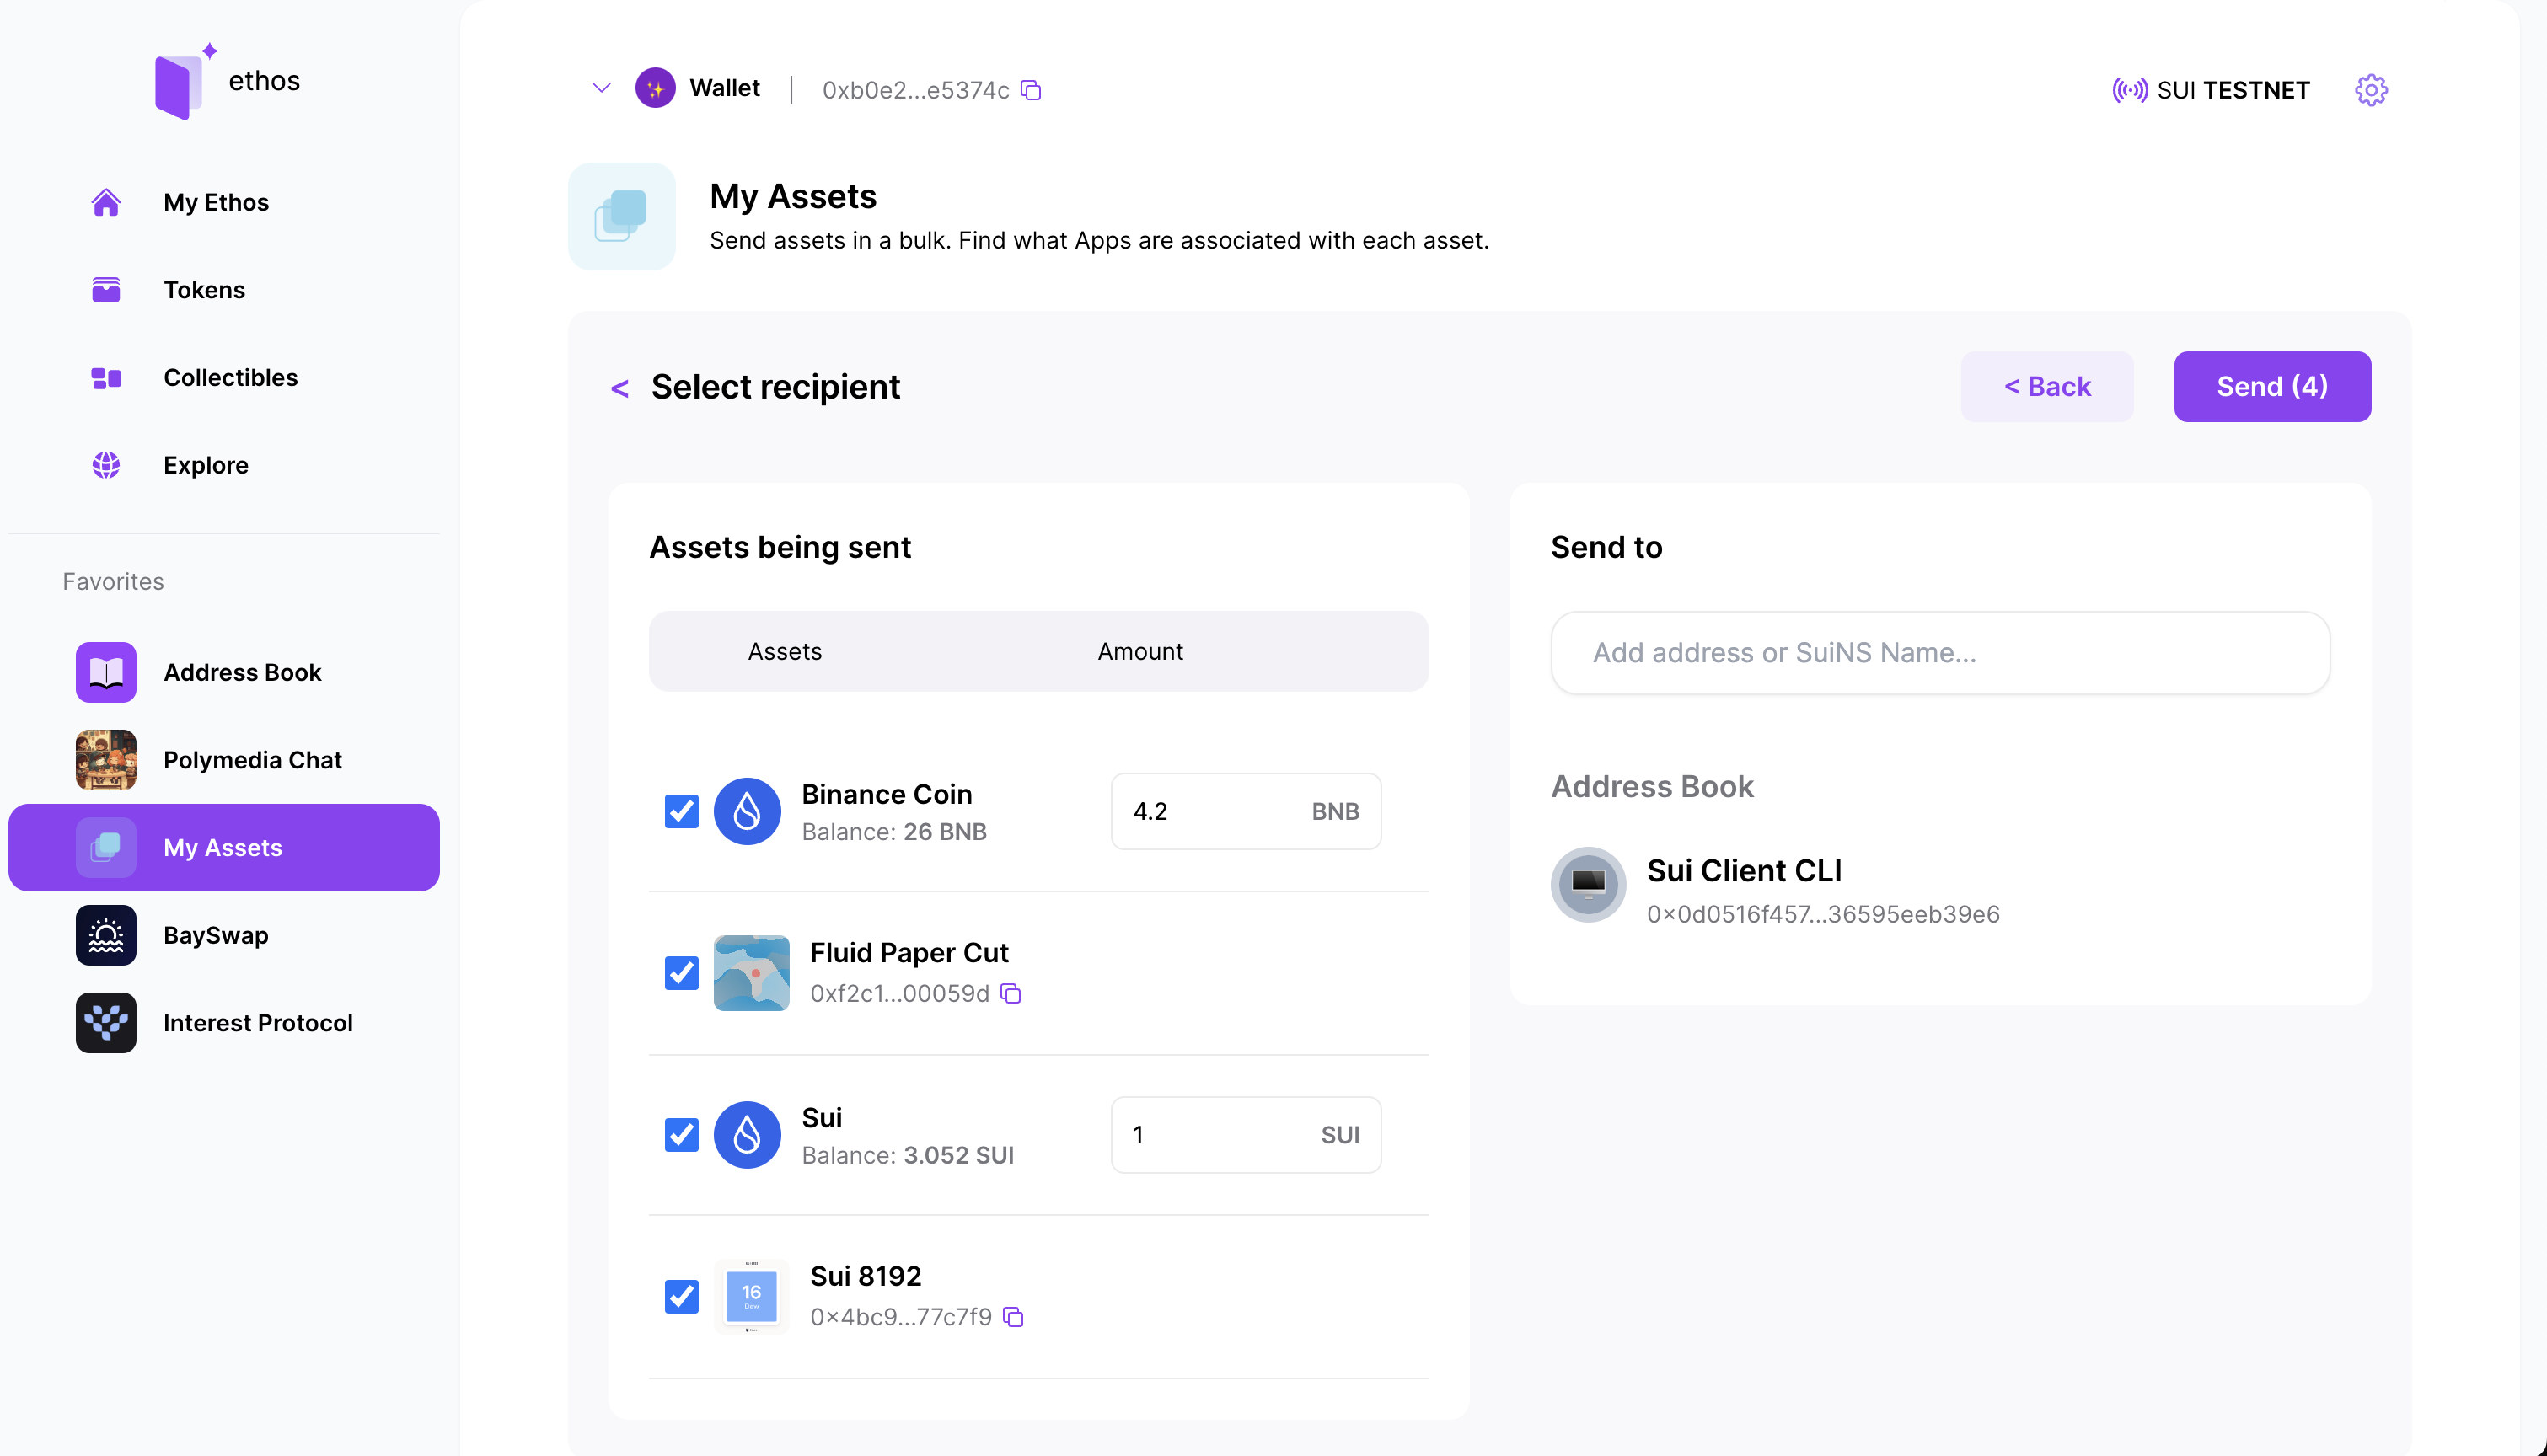 ethos
My Ethos
Tokens
Collectibles
Explore
Favorites
Address Book
Polymedia Chat
My Assets
BaySwap
Interest Protocol
Wallet | 0xb0e2...e5374c
SUI TESTNET
My Assets
Send assets in a bulk. Find what Apps are associated with each asset.
< Select recipient
< Back
Send (4)
Assets being sent
Assets Amount
Binance Coin
Balance: 26 BNB
4.2 BNB
Fluid Paper Cut
0xf2c1...00059d
Sui
Balance: 3.052 SUI
1 SUI
16
Dew
Sui 8192
0x4bc9...77c7f9
Send to
Add address or SuiNS Name...
Address Book
Sui Client CLI
0x0d0516f457...36595eeb39e6